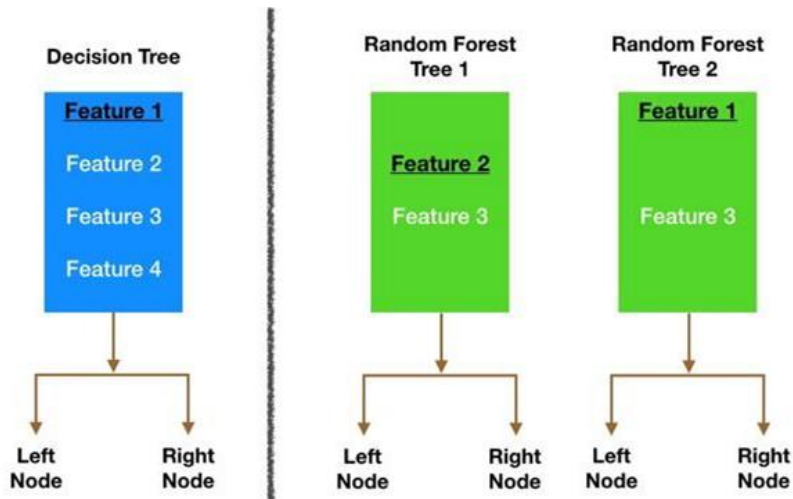 Decision Tree
Feature 1
Feature 2
Feature 3
Feature 4
Left
Node
Right
Node
Random Forest
Tree 1
Feature 2
Feature 3
Left
Node
Right
Node
Random Forest
Tree 2
Feature 1
Feature 3
Left
Node
Right
Node